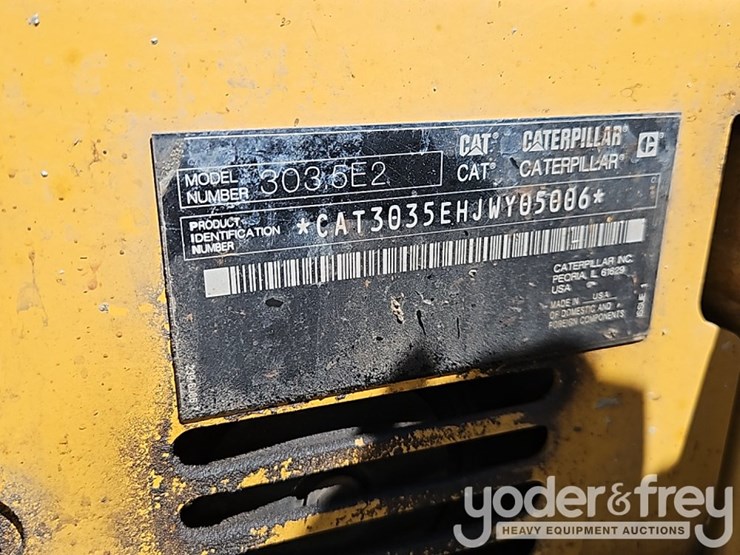 CAT® CATERPILLAR® C
CAT® CATERPILLAR®
MODEL NUMBER 303.5E2
PRODUCT IDENTIFICATION NUMBER *CAT3035EHJWY05006*
CATERPILLAR INC.
PEORIA, IL 61629
USA
MADE IN USA
OF DOMESTIC AND
FOREIGN COMPONENTS
yoder&frey
HEAVY EQUIPMENT AUCTIONS